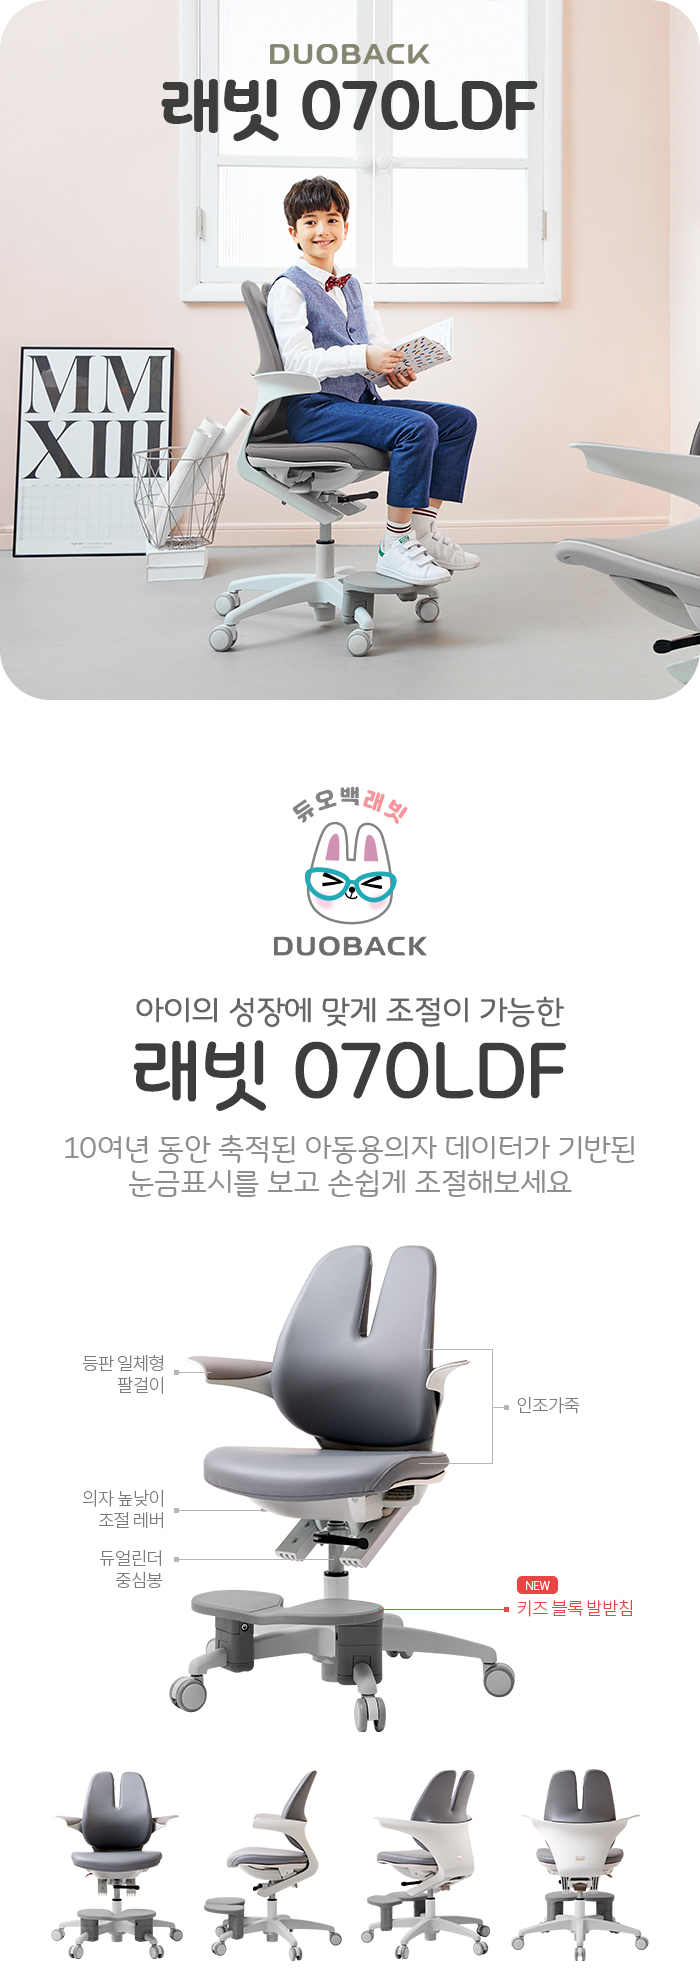 DUOBACK
래빗 070LDF
MM
XIII
듀오백래빗
DUOBACK
아이의 성장에 맞게 조절이 가능한
래빗 070LDF
10여년 동안 축적된 아동용의자 데이터가 기반된
눈금표시를 보고 손쉽게 조절해보세요
등판 일체형
팔걸이
인조가죽
의자 높낮이
조절 레버
듀얼린더
중심봉
NEW
키즈 블록 발받침